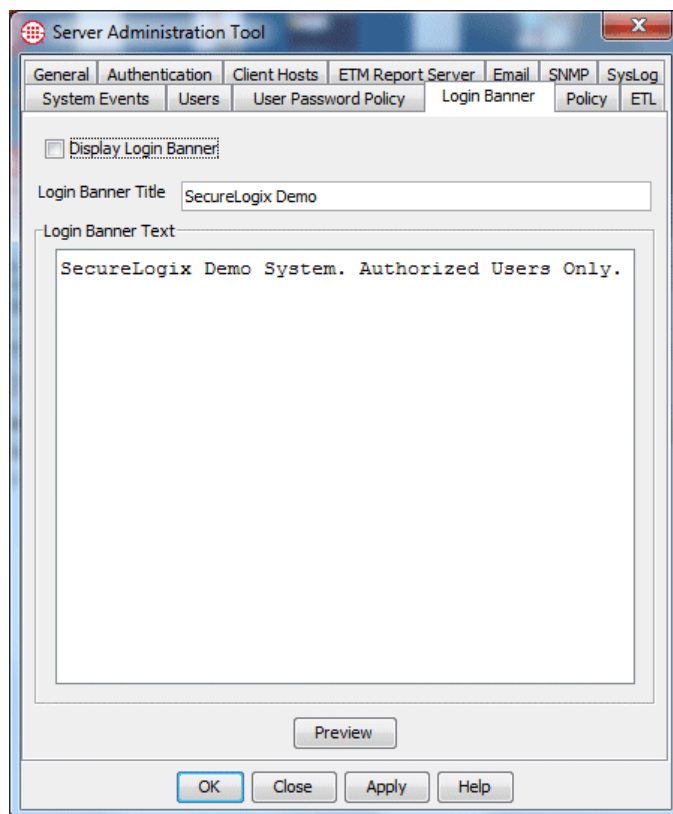 Server Administration Tool
General Authentication Client Hosts ETM Report Server Email SNMP SysLog
System Events Users User Password Policy Login Banner Policy ETL
Display Login Banner
Login Banner Title SecureLogix Demo
Login Banner Text
SecureLogix Demo System. Authorized Users Only.
Preview
OK Close Apply Help